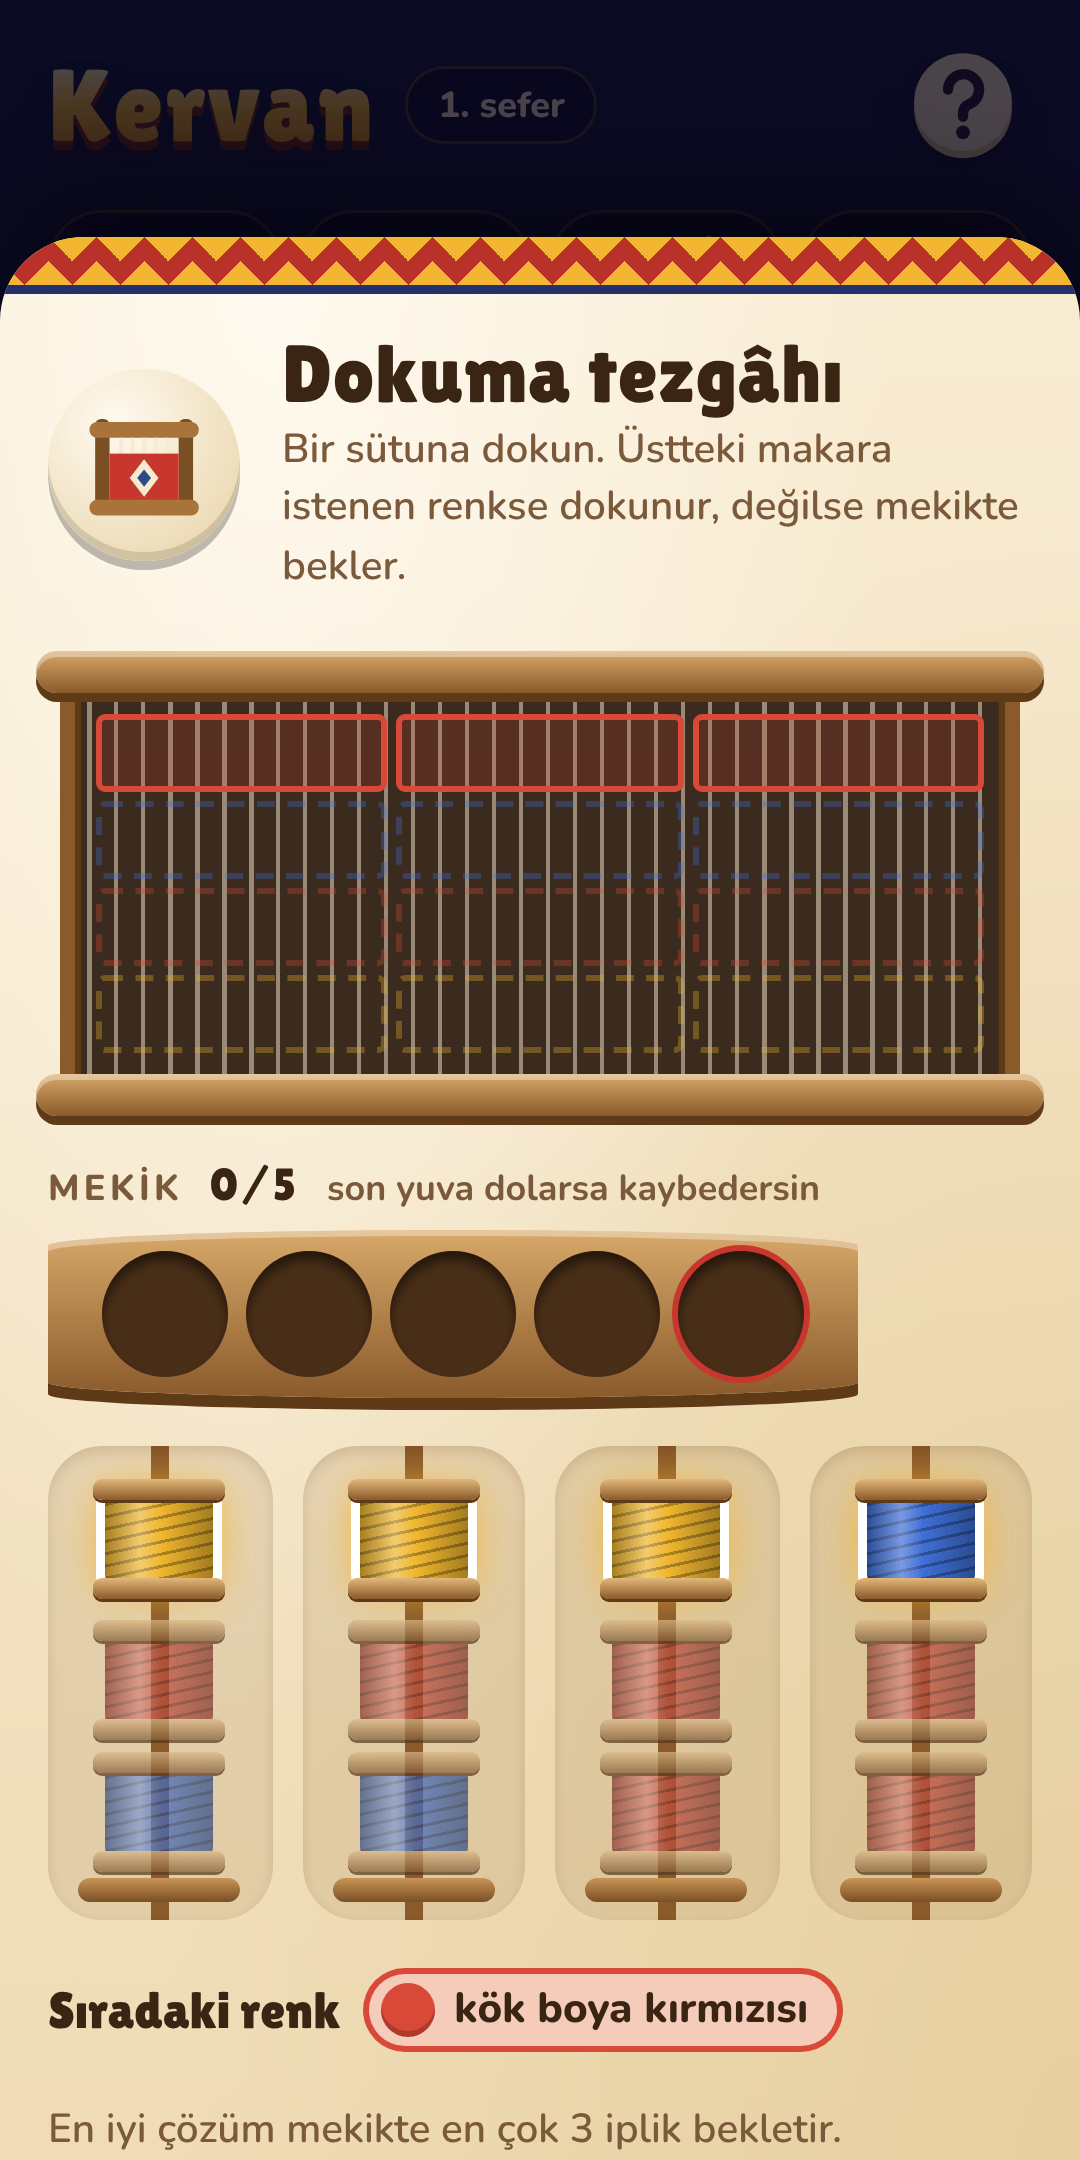 Kervan
1. sefer
?
Dokuma tezgâhı
Bir sütuna dokun. Üstteki makara
istenen renkse dokunur, değilse mekikte
bekler.
MEKİK 0/5 son yuva dolarsa kaybedersin
Sıradaki renk kök boya kırmızısı
En iyi çözüm mekikte en çok 3 iplik bekletir.